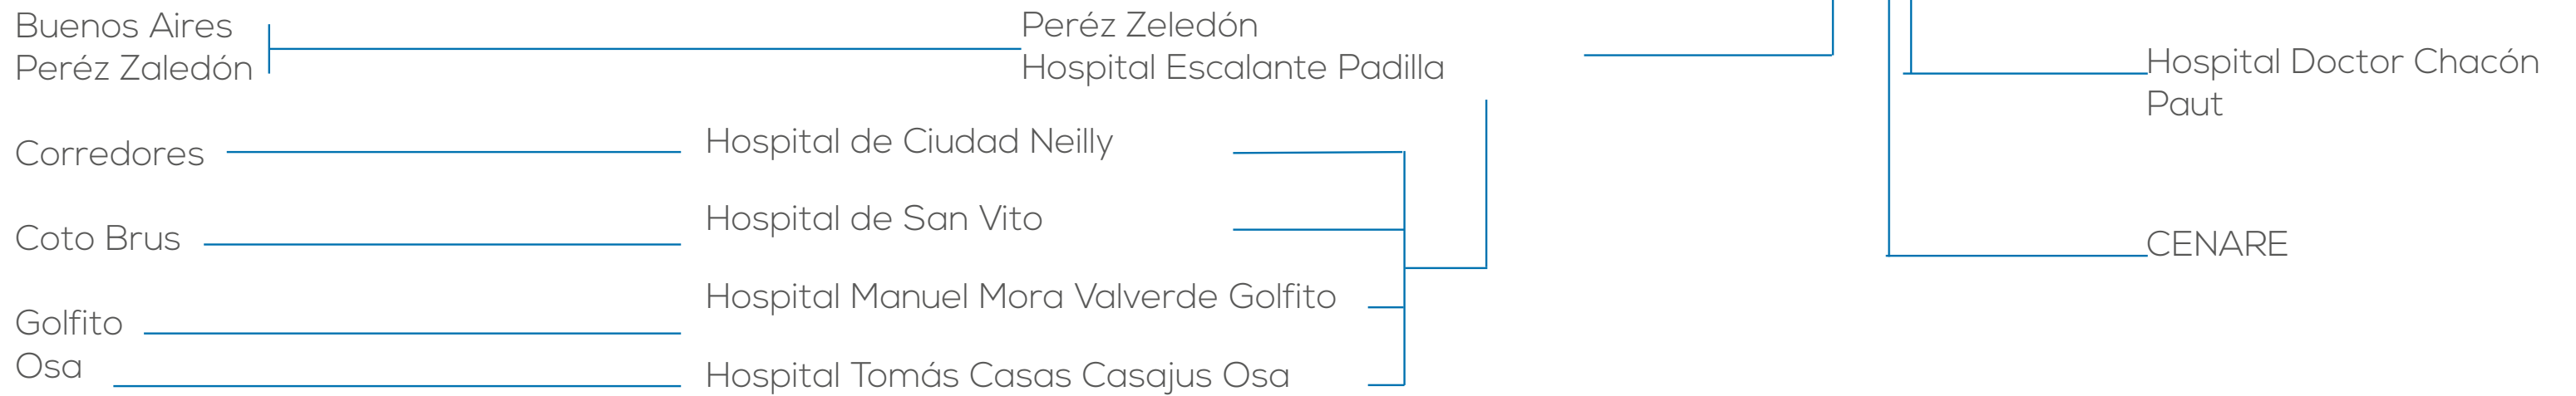 Buenos Aires
Peréz Zaledón
Peréz Zeledón
Hospital Escalante Padilla
Hospital Doctor Chacón
Paut
Corredores
Hospital de Ciudad Neilly
Coto Brus
Hospital de San Vito
CENARE
Golfito
Hospital Manuel Mora Valverde Golfito
Osa
Hospital Tomás Casas Casajus Osa